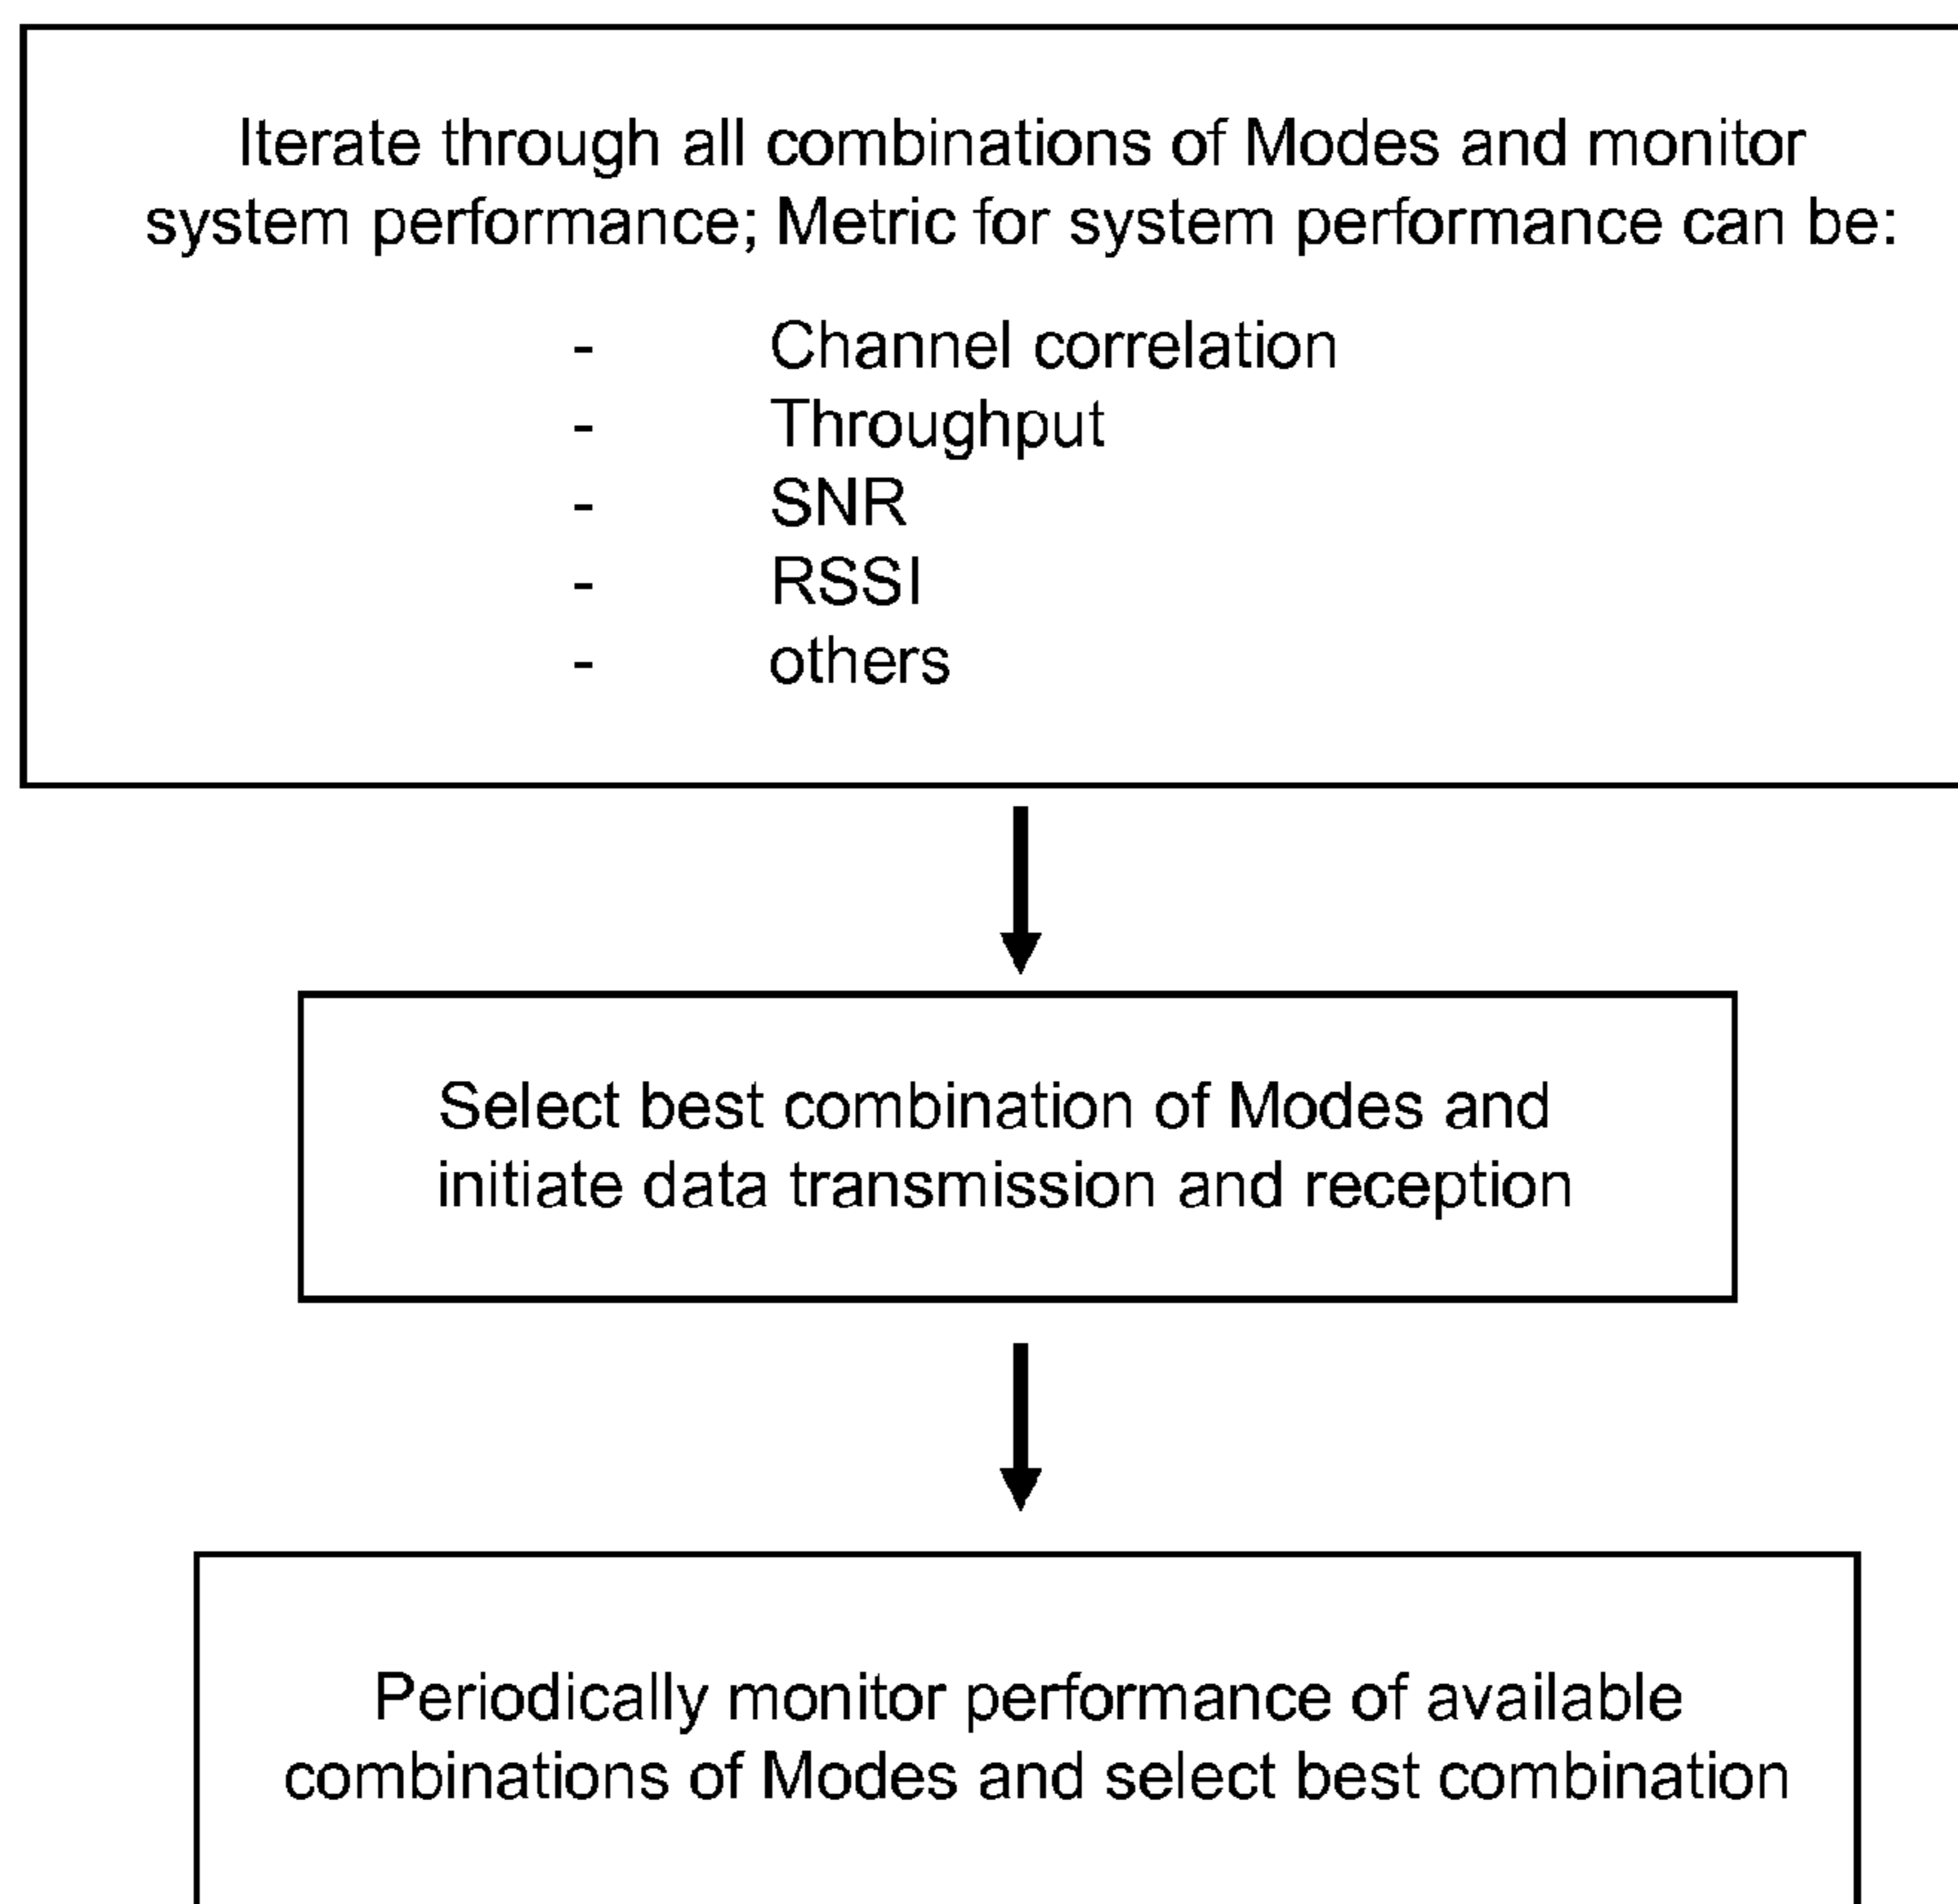 Iterate through all combinations of Modes and monitor
system performance; Metric for system performance can be:
- Channel correlation
- Throughput
- SNR
- RSSI
- others
Select best combination of Modes and
initiate data transmission and reception
Periodically monitor performance of available
combinations of Modes and select best combination